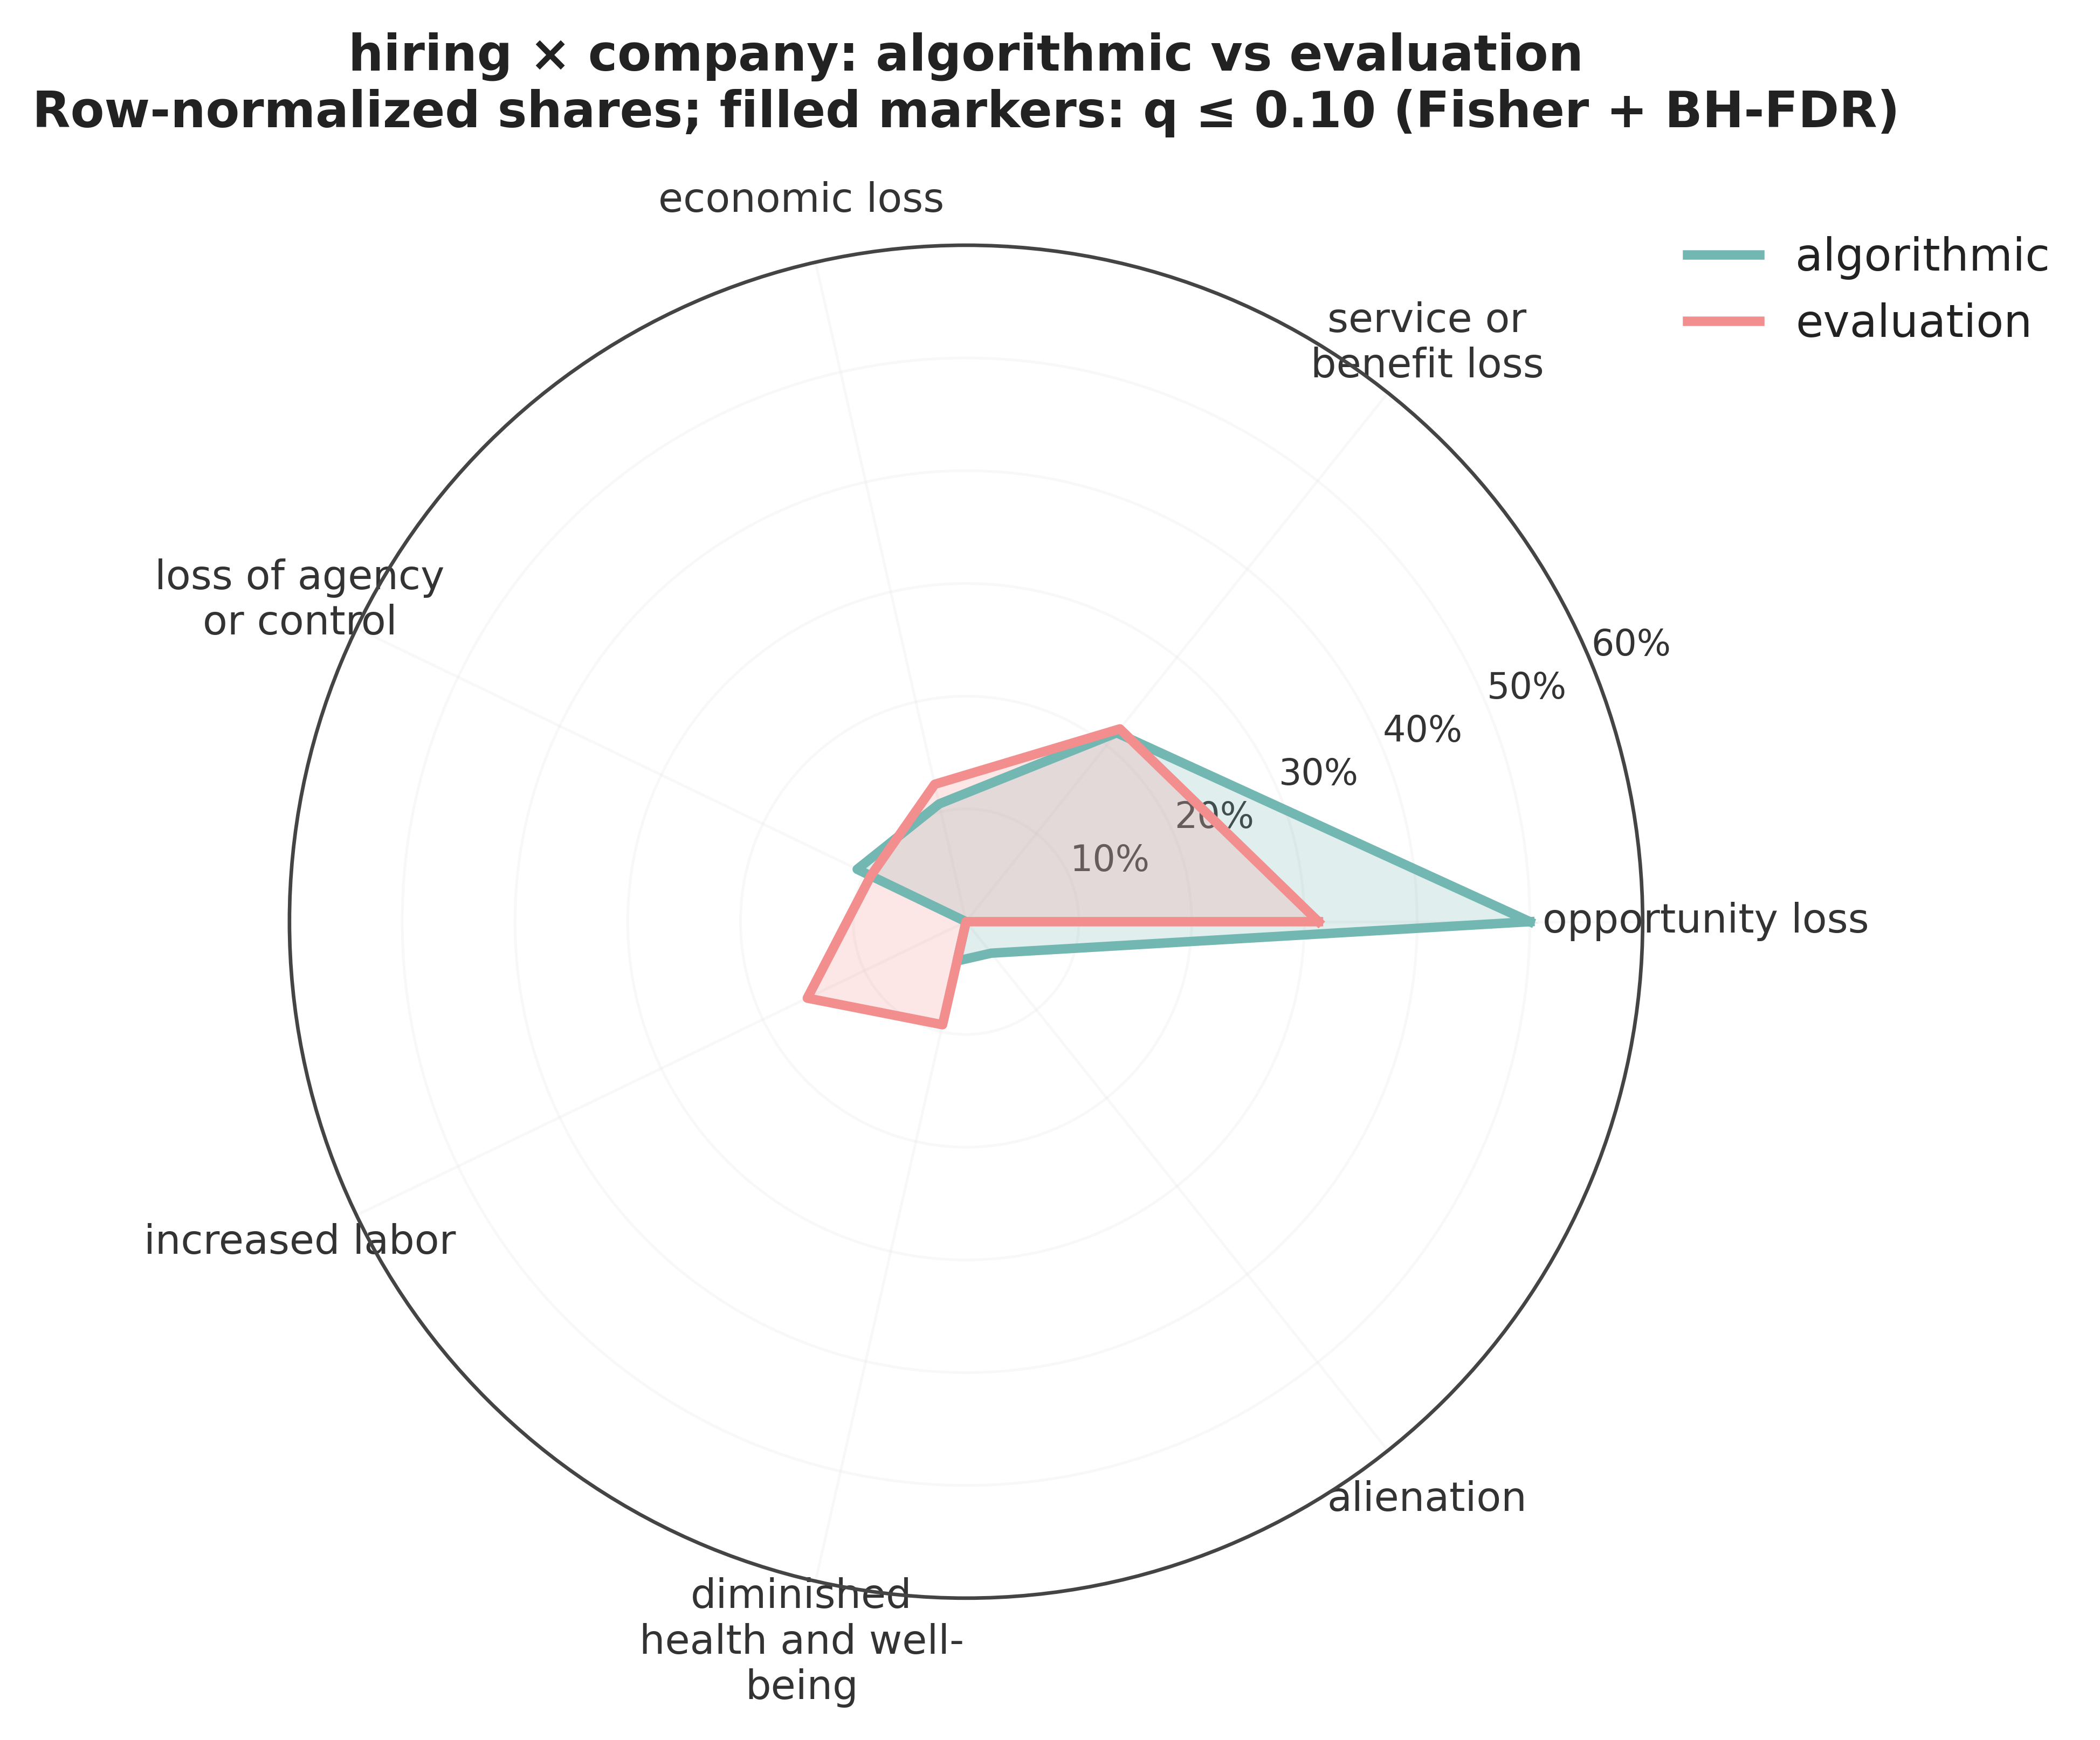 hiring × company: algorithmic vs evaluation
Row-normalized shares; filled markers: q ≤ 0.10 (Fisher + BH-FDR)
economic loss
algorithmic
evaluation
service or
benefit loss
loss of agency
or control
60%
50%
40%
30%
20%
10%
opportunity loss
increased labor
alienation
diminished
health and well-
being